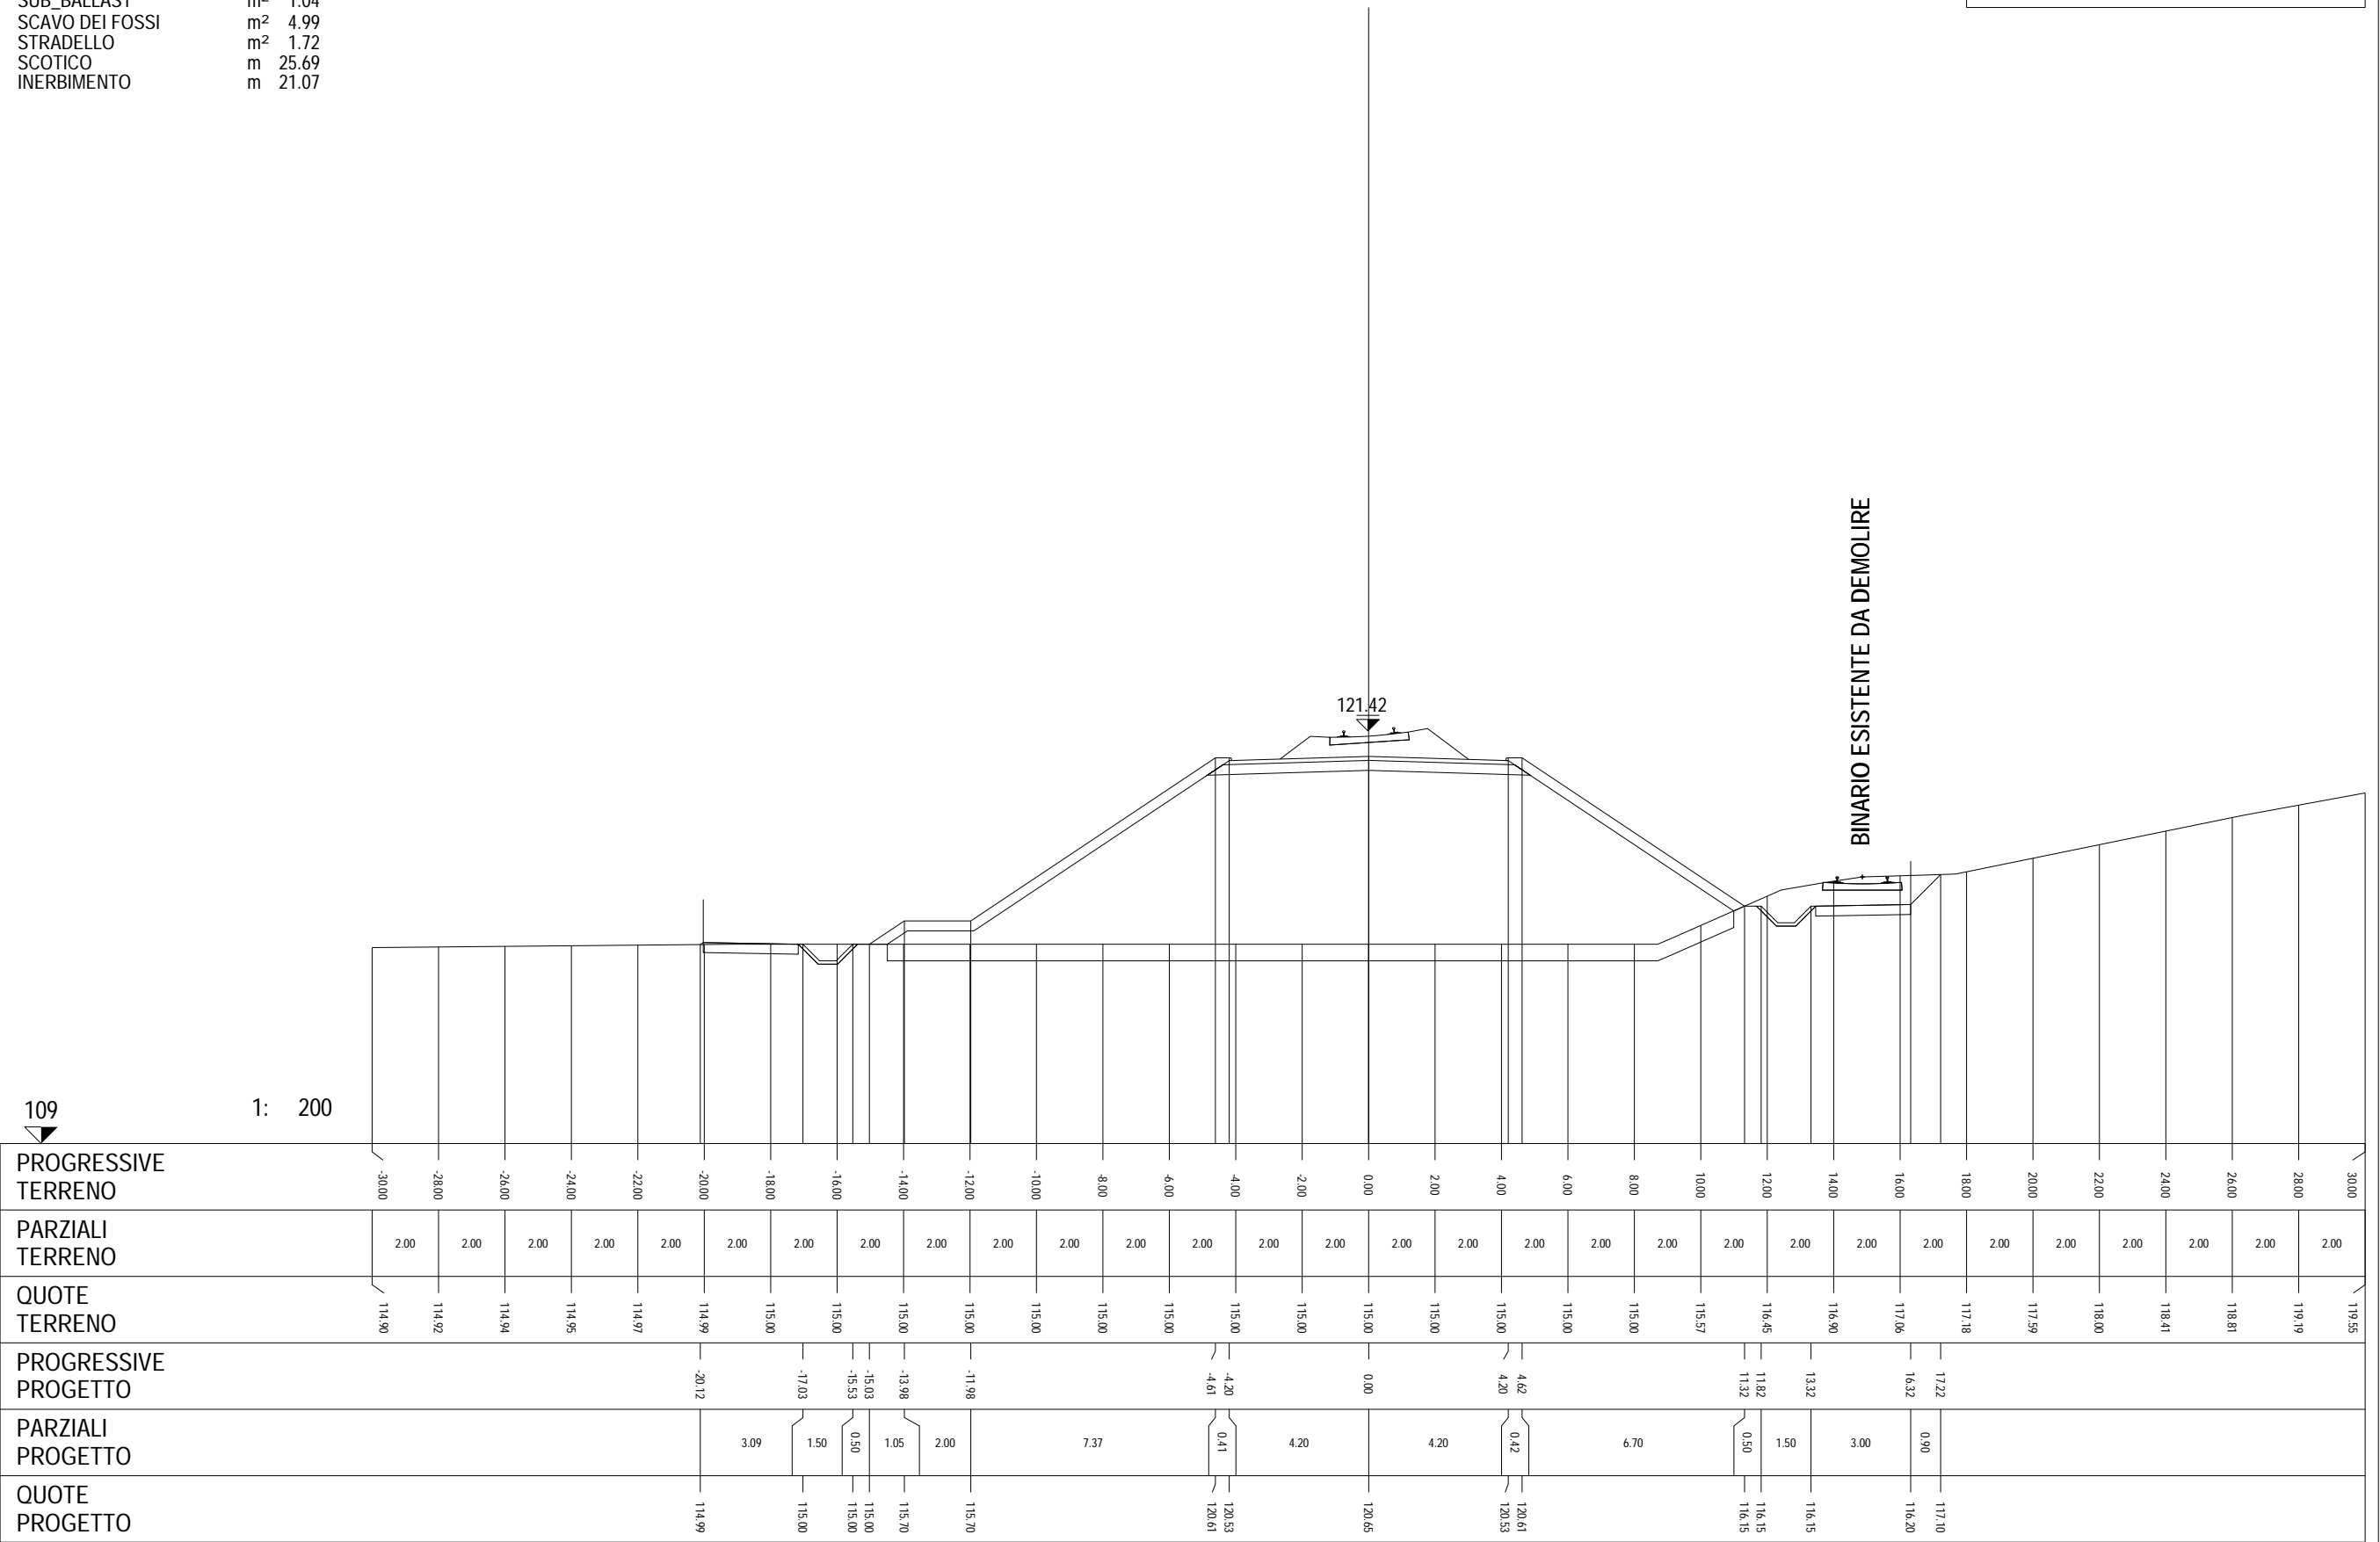 SUB_BALLAST m² 1.04
SCAVO DEI FOSSI m² 4.99
STRADELLO m² 1.72
SCOTICO m 25.69
INERBIMENTO m 21.07
BINARIO ESISTENTE DA DEMOLIRE
121.42
109 1: 200
PROGRESSIVE
TERRENO
-30.00 -28.00 -26.00 -24.00 -22.00 -20.00 -18.00 -16.00 -14.00 -12.00 -10.00 -8.00 -6.00 -4.00 -2.00 0.00 2.00 4.00 6.00 8.00 10.00 12.00 14.00 16.00 18.00 20.00 22.00 24.00 26.00 28.00 30.00
PARZIALI
TERRENO
2.00 2.00 2.00 2.00 2.00 2.00 2.00 2.00 2.00 2.00 2.00 2.00 2.00 2.00 2.00 2.00 2.00 2.00 2.00 2.00 2.00 2.00 2.00 2.00 2.00 2.00 2.00 2.00 2.00 2.00
QUOTE
TERRENO
114.90 114.92 114.94 114.95 114.97 114.99 115.00 115.00 115.00 115.00 115.00 115.00 115.00 115.00 115.00 115.00 115.00 115.00 115.00 115.00 115.57 116.45 116.90 117.06 117.18 117.59 118.00 118.41 118.81 119.19 119.55
PROGRESSIVE
PROGETTO
-20.12 -17.03 -15.53 -15.03 -13.98 -11.98 -4.61 -4.20 0.00 4.20 4.62 11.32 11.82 13.32 16.32 17.22
PARZIALI
PROGETTO
3.09 1.50 0.50 1.05 2.00 7.37 0.41 4.20 4.20 0.42 6.70 0.50 1.50 3.00 0.90
QUOTE
PROGETTO
114.99 115.00 115.00 115.00 115.70 115.70 120.61 120.53 120.65 120.53 120.61 116.15 116.15 116.15 116.20 117.10